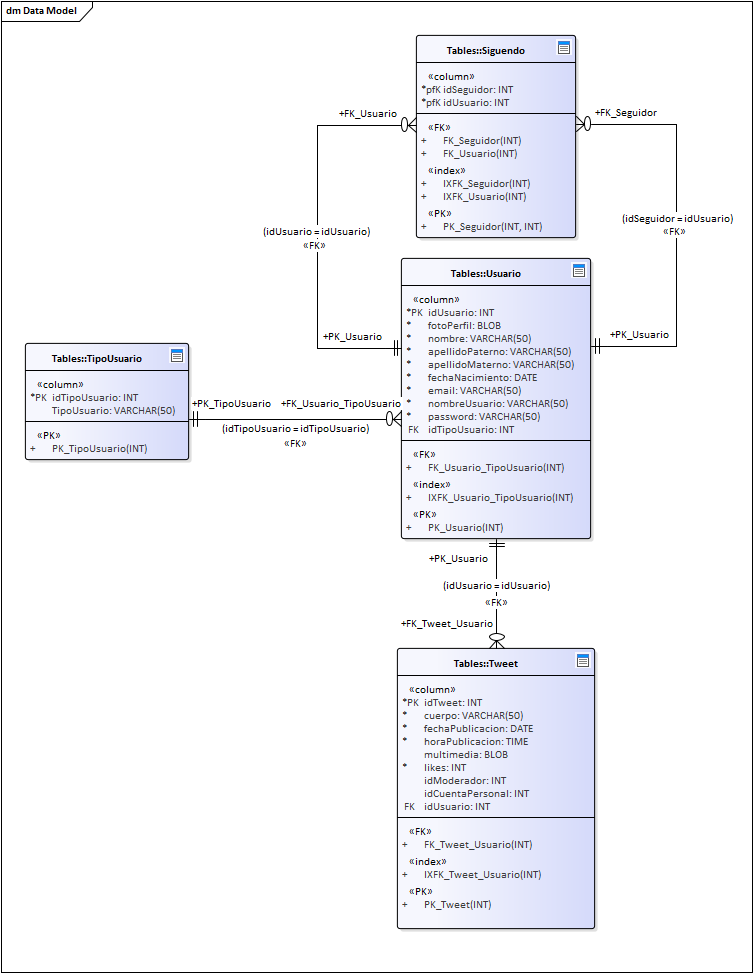 dm Data Model
Tables::Siguendo
«column»
*pfK idSeguidor: INT
*pfK idUsuario: INT
«FK»
+ FK_Seguidor(INT)
+ FK_Usuario(INT)
«index»
+ IXFK_Seguidor(INT)
+ IXFK_Usuario(INT)
«PK»
+ PK_Seguidor(INT, INT)
+FK_Usuario
+FK_Seguidor
(idUsuario = idUsuario)
«FK»
(idSeguidor = idUsuario)
«FK»
+PK_Usuario
+PK_Usuario
Tables::Usuario
«column»
*PK idUsuario: INT
* fotoPerfil: BLOB
* nombre: VARCHAR(50)
* apellidoPaterno: VARCHAR(50)
* apellidoMaterno: VARCHAR(50)
* fechaNacimiento: DATE
* email: VARCHAR(50)
* nombreUsuario: VARCHAR(50)
* password: VARCHAR(50)
FK idTipoUsuario: INT
«FK»
+ FK_Usuario_TipoUsuario(INT)
«index»
+ IXFK_Usuario_TipoUsuario(INT)
«PK»
+ PK_Usuario(INT)
Tables::TipoUsuario
«column»
*PK idTipoUsuario: INT
TipoUsuario: VARCHAR(50)
«PK»
+ PK_TipoUsuario(INT)
+PK_TipoUsuario
+FK_Usuario_TipoUsuario
(idTipoUsuario = idTipoUsuario)
«FK»
+PK_Usuario
(idUsuario = idUsuario)
«FK»
+FK_Tweet_Usuario
Tables::Tweet
«column»
*PK idTweet: INT
* cuerpo: VARCHAR(50)
* fechaPublicacion: DATE
* horaPublicacion: TIME
multimedia: BLOB
* likes: INT
idModerador: INT
idCuentaPersonal: INT
FK idUsuario: INT
«FK»
+ FK_Tweet_Usuario(INT)
«index»
+ IXFK_Tweet_Usuario(INT)
«PK»
+ PK_Tweet(INT)